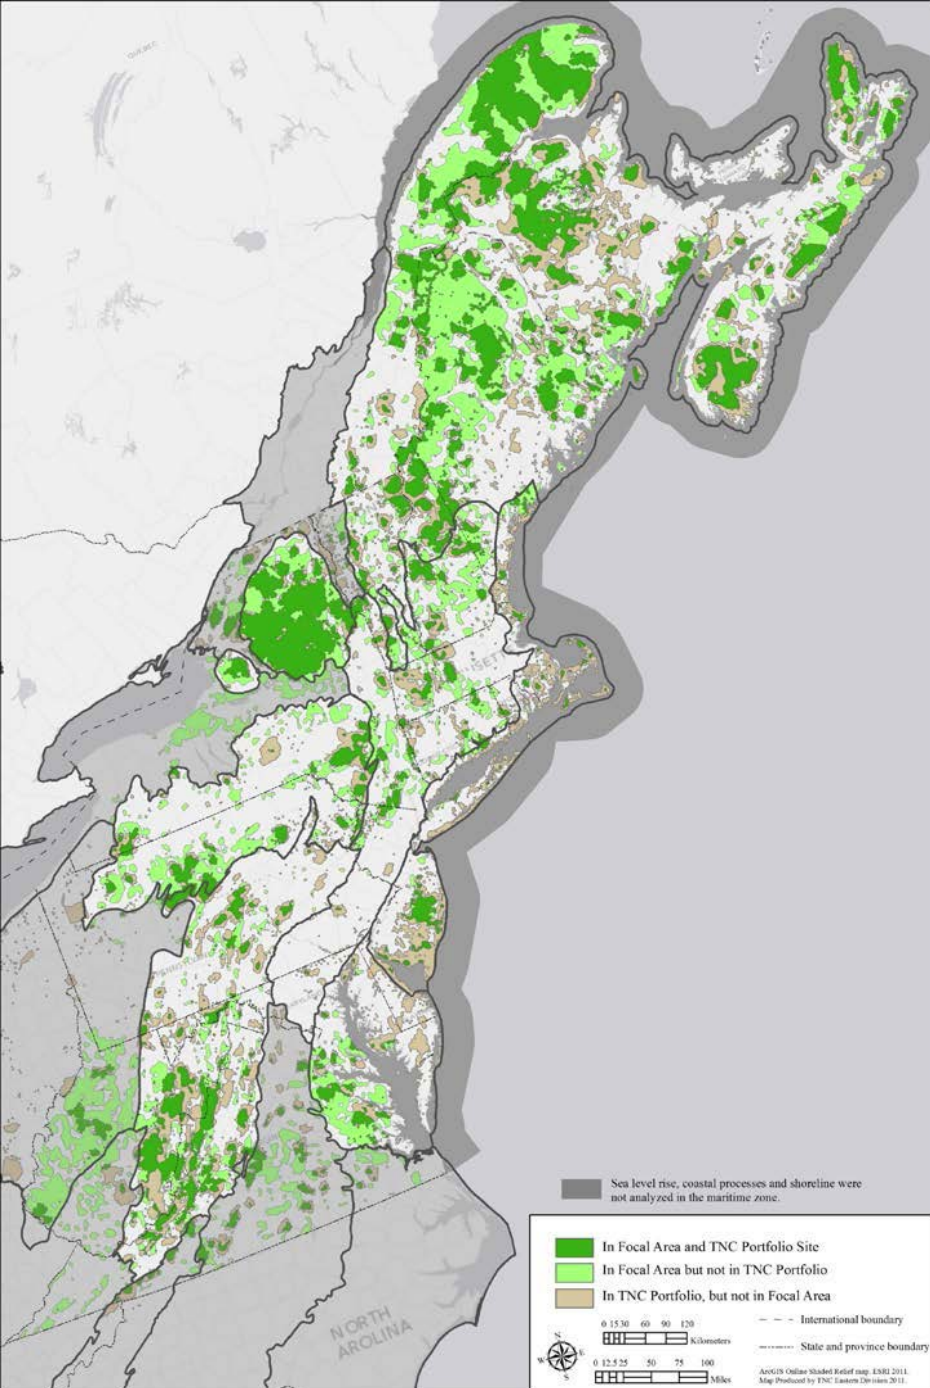 QUEBEC
Sea level rise, coastal processes and shoreline were
not analyzed in the maritime zone.
In Focal Area and TNC Portfolio Site
In Focal Area but not in TNC Portfolio
In TNC Portfolio, but not in Focal Area
0 15 30 60 90 120
Kilometers
0 12.5 25 50 75 100
Miles
N
W E
S
International boundary
State and province boundary
ArcGIS Online Shaded Relief map, ESRI 2011.
Map Produced by TNC Eastern Division 2011.
NORTH
AROLINA